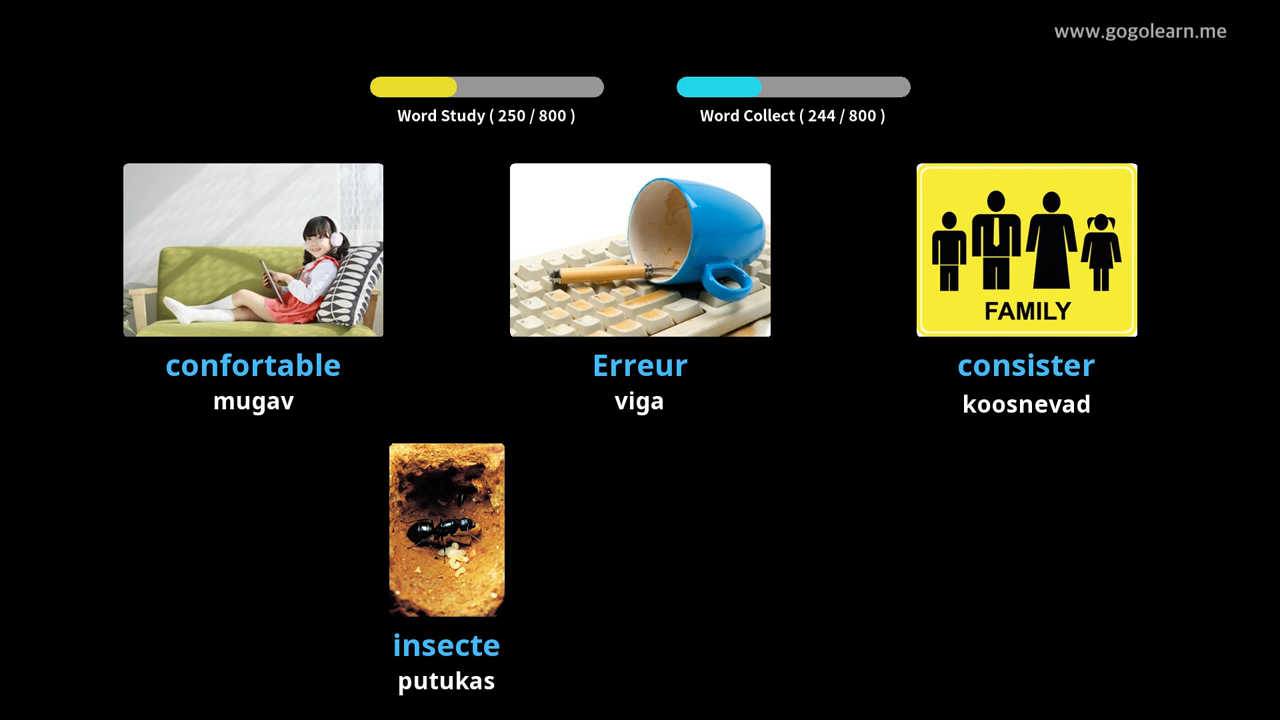 www.gogolearn.me
Word Study ( 250 / 800 )
Word Collect ( 244 / 800 )
FAMILY
confortable
mugav
Erreur
viga
consister
koosnevad
insecte
putukas